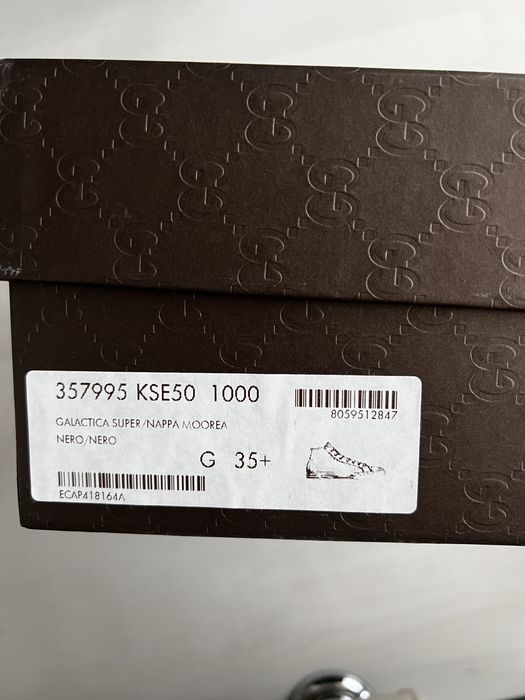 357995 KSE50 1000
8059512847
GALACTICA SUPER/NAPPA MOOREA
NERO/NERO
G 35+
ECAP418164A